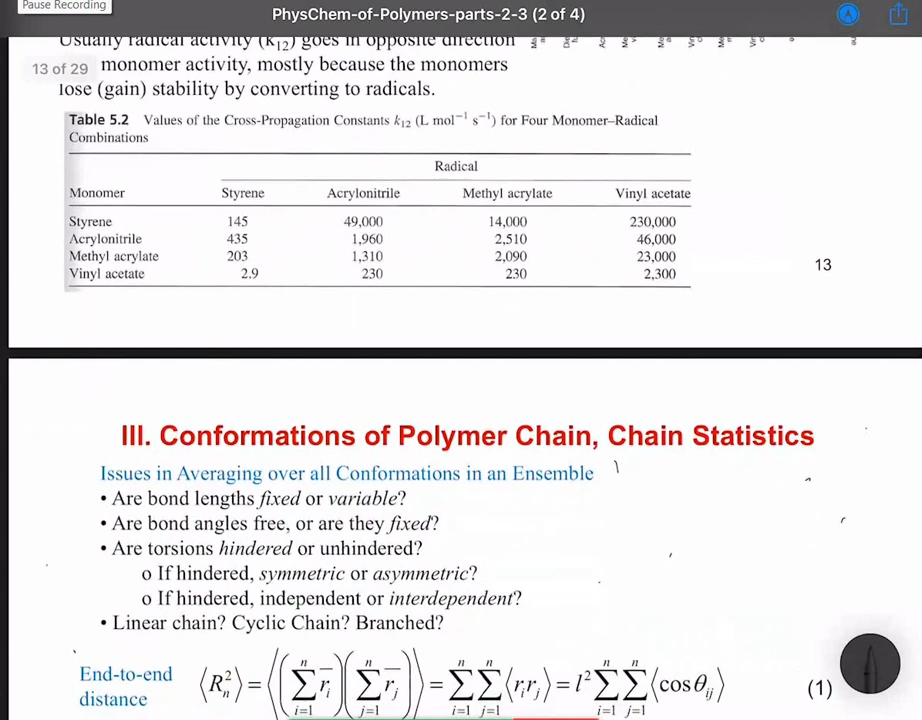 Pause Recording
PhysChem-of-Polymers-parts-2-3 (2 of 4)
Usually radical activity (k₁₂) goes in opposite direction
13 of 29 monomer activity, mostly because the monomers
lose (gain) stability by converting to radicals.
Table 5.2 Values of the Cross-Propagation Constants k₁₂ (L mol⁻¹ s⁻¹) for Four Monomer–Radical
Combinations
Radical
Monomer Styrene Acrylonitrile Methyl acrylate Vinyl acetate
Styrene 145 49,000 14,000 230,000
Acrylonitrile 435 1,960 2,510 46,000
Methyl acrylate 203 1,310 2,090 23,000
Vinyl acetate 2.9 230 230 2,300
13
III. Conformations of Polymer Chain, Chain Statistics
Issues in Averaging over all Conformations in an Ensemble
• Are bond lengths fixed or variable?
• Are bond angles free, or are they fixed?
• Are torsions hindered or unhindered?
o If hindered, symmetric or asymmetric?
o If hindered, independent or interdependent?
• Linear chain? Cyclic Chain? Branched?
End-to-end
distance
⟨R²ₙ⟩ = ⟨(∑ⁿᵢ₌₁ r̄ᵢ)(∑ⁿⱼ₌₁ r̄ⱼ)⟩ = ∑ⁿᵢ₌₁ ∑ⁿⱼ₌₁ ⟨rᵢrⱼ⟩ = l² ∑ⁿᵢ₌₁ ∑ⁿⱼ₌₁ ⟨cos θᵢⱼ⟩ (1)